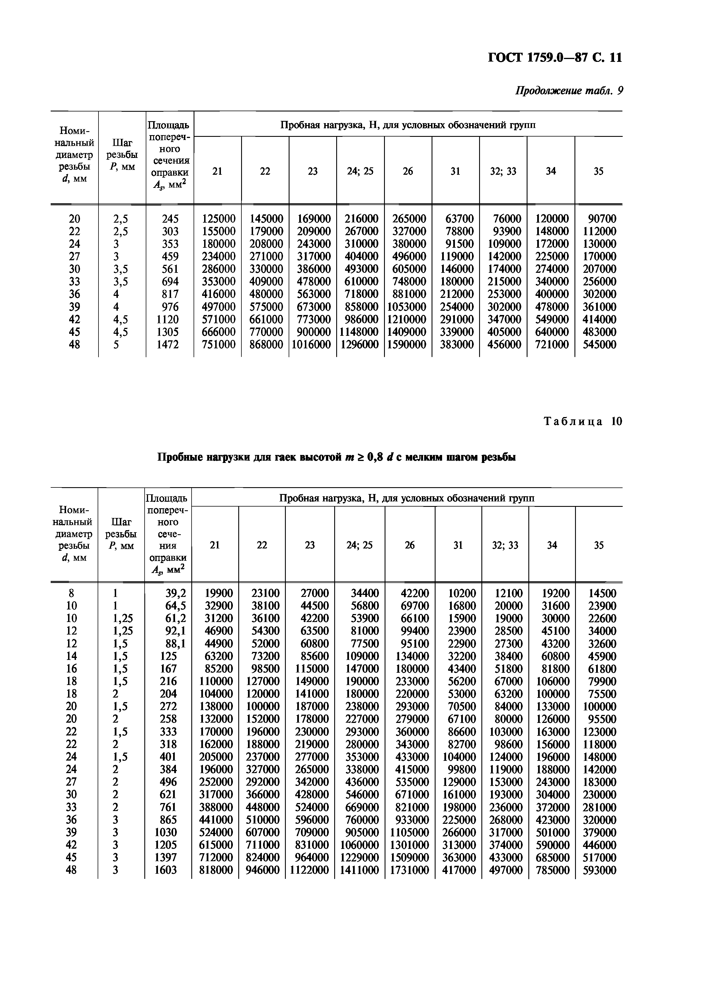 ГОСТ 1759.0—87 С. 11
Продолжение табл. 9
Номи-
нальный
диаметр
резьбы
d, мм
Шаг
резьбы
P, мм
Площадь
попереч-
ного
сечения
оправки
As, мм2
Пробная нагрузка, Н, для условных обозначений групп
21 22 23 24; 25 26 31 32; 33 34 35
20 2,5 245 125000 145000 169000 216000 265000 63700 76000 120000 90700
22 2,5 303 155000 179000 209000 267000 327000 78800 93900 148000 112000
24 3 353 180000 208000 243000 310000 380000 91500 109000 172000 130000
27 3 459 234000 271000 317000 404000 496000 119000 142000 225000 170000
30 3,5 561 286000 330000 386000 493000 605000 146000 174000 274000 207000
33 3,5 694 353000 409000 478000 610000 748000 180000 215000 340000 256000
36 4 817 416000 480000 563000 718000 881000 212000 253000 400000 302000
39 4 976 497000 575000 673000 858000 1053000 254000 302000 478000 361000
42 4,5 1120 571000 661000 773000 986000 1210000 291000 347000 549000 414000
45 4,5 1305 666000 770000 900000 1148000 1409000 339000 405000 640000 483000
48 5 1472 751000 868000 1016000 1296000 1590000 383000 456000 721000 545000
Таблица 10
Пробные нагрузки для гаек высотой m ≥ 0,8 d с мелким шагом резьбы
Номи-
нальный
диаметр
резьбы
d, мм
Шаг
резьбы
P, мм
Площадь
попереч-
ного
сече-
ния
оправки
As, мм2
Пробная нагрузка, Н, для условных обозначений групп
21 22 23 24; 25 26 31 32; 33 34 35
8 1 39,2 19900 23100 27000 34400 42200 10200 12100 19200 14500
10 1 64,5 32900 38100 44500 56800 69700 16800 20000 31600 23900
10 1,25 61,2 31200 36100 42200 53900 66100 15900 19000 30000 22600
12 1,25 92,1 46900 54300 63500 81000 99400 23900 28500 45100 34000
12 1,5 88,1 44900 52000 60800 77500 95100 22900 27300 43200 32600
14 1,5 125 63200 73200 85600 109000 134000 32200 38400 60800 45900
16 1,5 167 85200 98500 115000 147000 180000 43400 51800 81800 61800
18 1,5 216 110000 127000 149000 190000 233000 56200 67000 106000 79900
18 2 204 104000 120000 141000 180000 220000 53000 63200 100000 75500
20 1,5 272 138000 100000 187000 238000 293000 70500 84000 133000 100000
20 2 258 132000 152000 178000 227000 279000 67100 80000 126000 95500
22 1,5 333 170000 196000 230000 293000 360000 86600 103000 163000 123000
22 2 318 162000 188000 219000 280000 343000 82700 98600 156000 118000
24 1,5 401 205000 237000 277000 353000 433000 104000 124000 196000 148000
24 2 384 196000 327000 265000 338000 415000 99800 119000 188000 142000
27 2 496 252000 292000 342000 436000 535000 129000 153000 243000 183000
30 2 621 317000 366000 428000 546000 671000 161000 193000 304000 230000
33 2 761 388000 448000 524000 669000 821000 198000 236000 372000 281000
36 3 865 441000 510000 596000 760000 933000 225000 268000 423000 320000
39 3 1030 524000 607000 709000 905000 1105000 266000 317000 501000 379000
42 3 1205 615000 711000 831000 1060000 1301000 313000 374000 590000 446000
45 3 1397 712000 824000 964000 1229000 1509000 363000 433000 685000 517000
48 3 1603 818000 946000 1122000 1411000 1731000 417000 497000 785000 593000